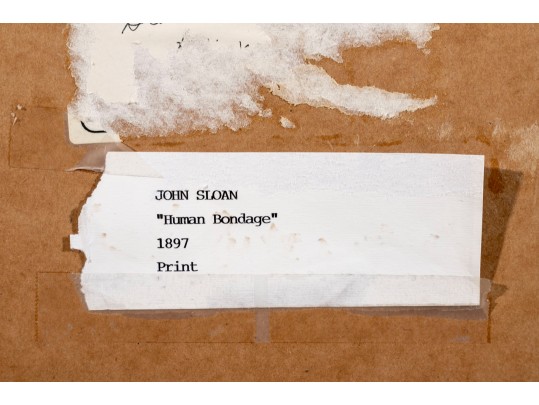 JOHN SLOAN
"Human Bondage"
1897
Print